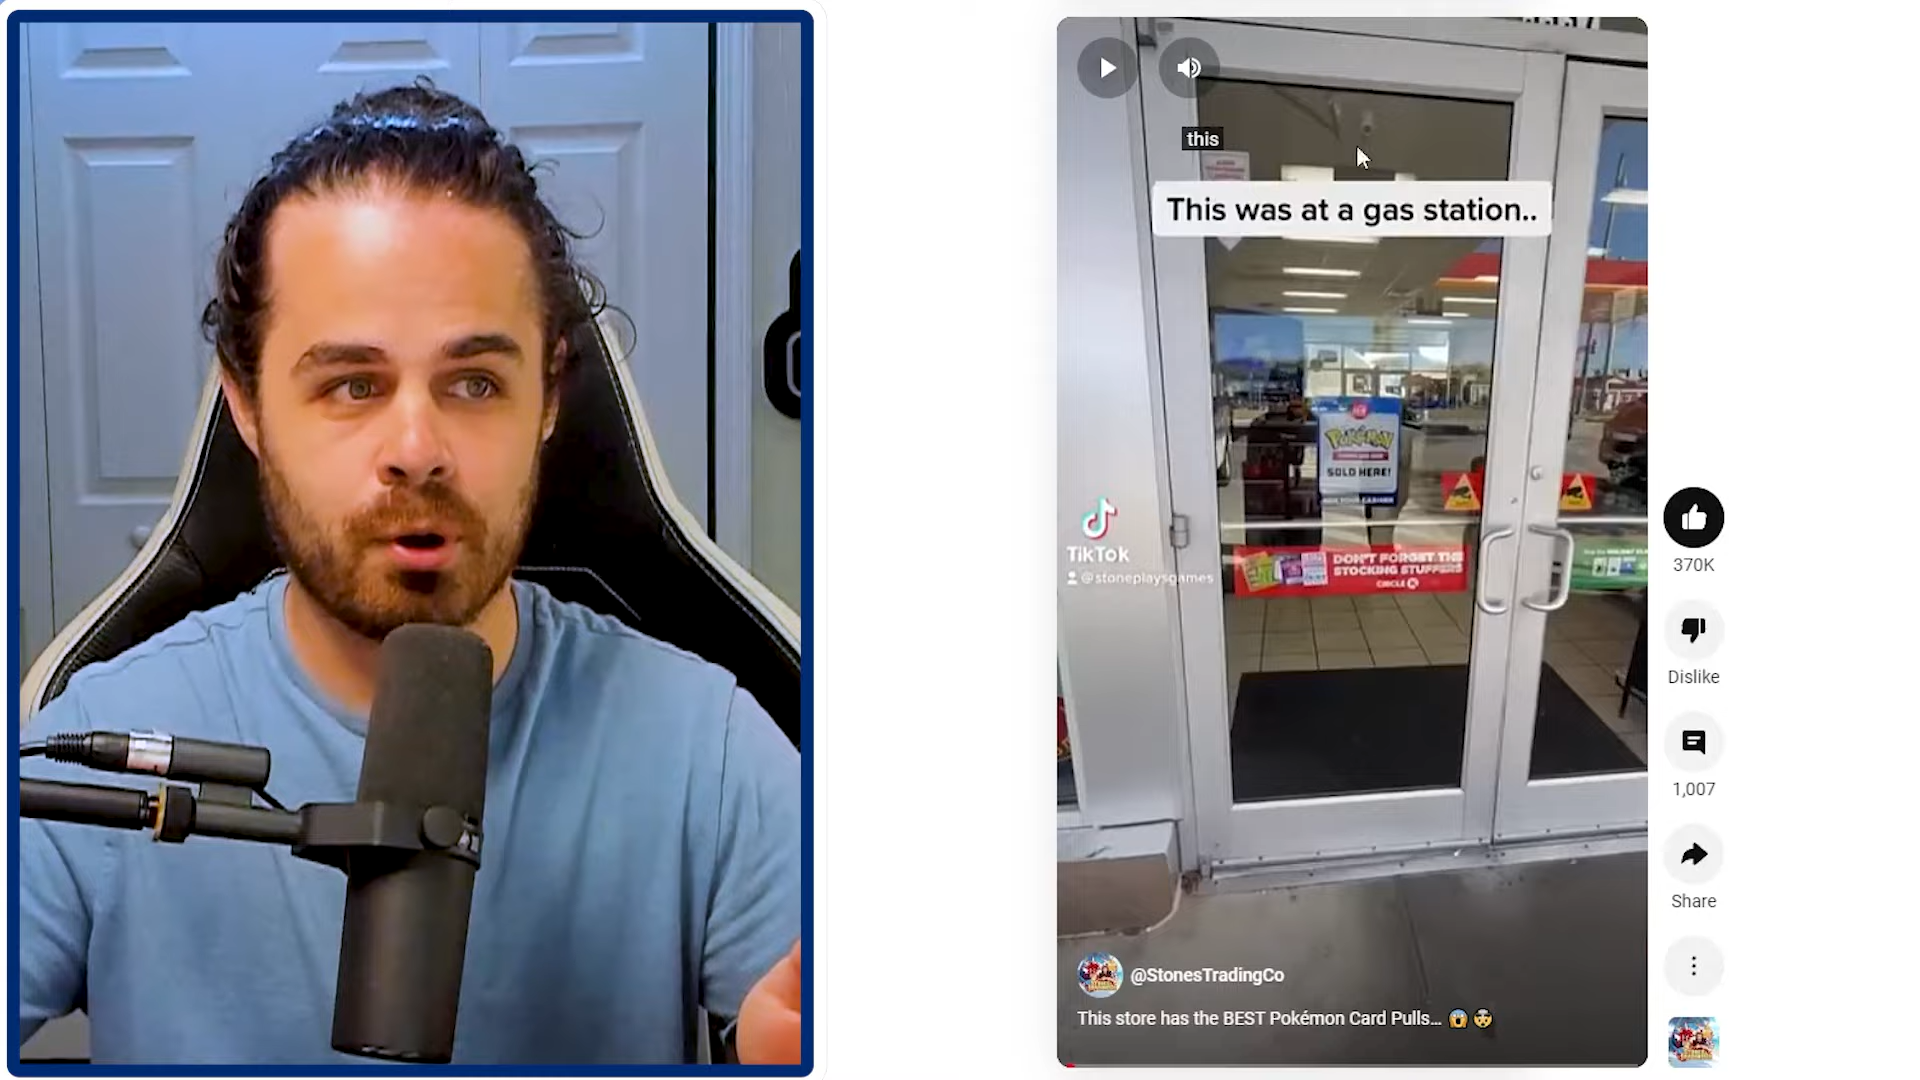 this
This was at a gas station..
POKéMON
SOLD HERE!
TikTok
@stoneplaysgames
DON'T FORGET THE
STOCKING STUFFERS
CIRCLE K
370K
Dislike
1,007
Share
@StonesTradingCo
This store has the BEST Pokémon Card Pulls... 😱 🤯